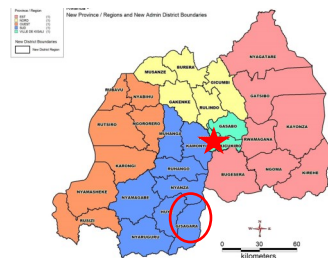 New Province / Regions and New Admin District Boundaries
Province / Region
EST
NORD
OUEST
SUD
VILLE DE KIGALI
New District Boundaries
New District Region
NYAGATARE
BURERA
MUSANZE
GICUMBI
GATSIBO
RUBAVU
NYABIHU
GAKENKE
RULINDO
GASABO
KAYONZA
RUTSIRO
NGORORERO
MUHANGA
RWAMAGANA
KAMONYI
KICUKIRO
KARONGI
RUHANGO
BUGESERA
NGOMA
KIREHE
NYANZA
NYAMASHEKE
NYAMAGABE
HUYE
GISAGARA
RUSIZI
NYARUGURU
0 30 60
kilometers